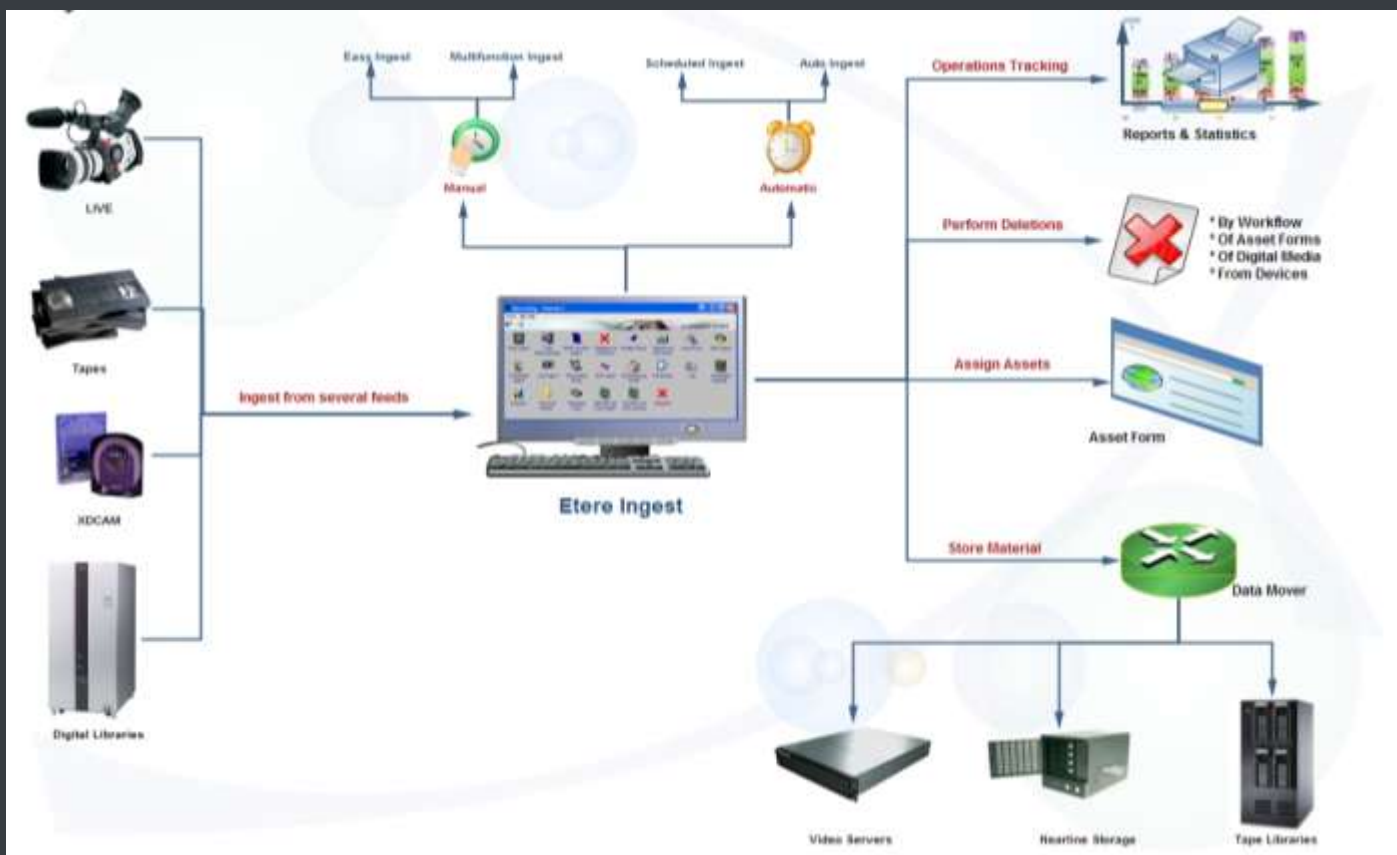 Easy Ingest
Multifunction Ingest
Scheduled Ingest
Auto Ingest
Manual
Automatic
Operations Tracking
Reports & Statistics
Perform Deletions
* By Workflow
* Of Asset Forms
* Of Digital Media
* From Devices
Assign Assets
Asset Form
Store Material
Data Mover
Video Servers
Nearline Storage
Tape Libraries
LIVE
Tapes
XDCAM
Digital Libraries
Ingest from several feeds
Etere Ingest